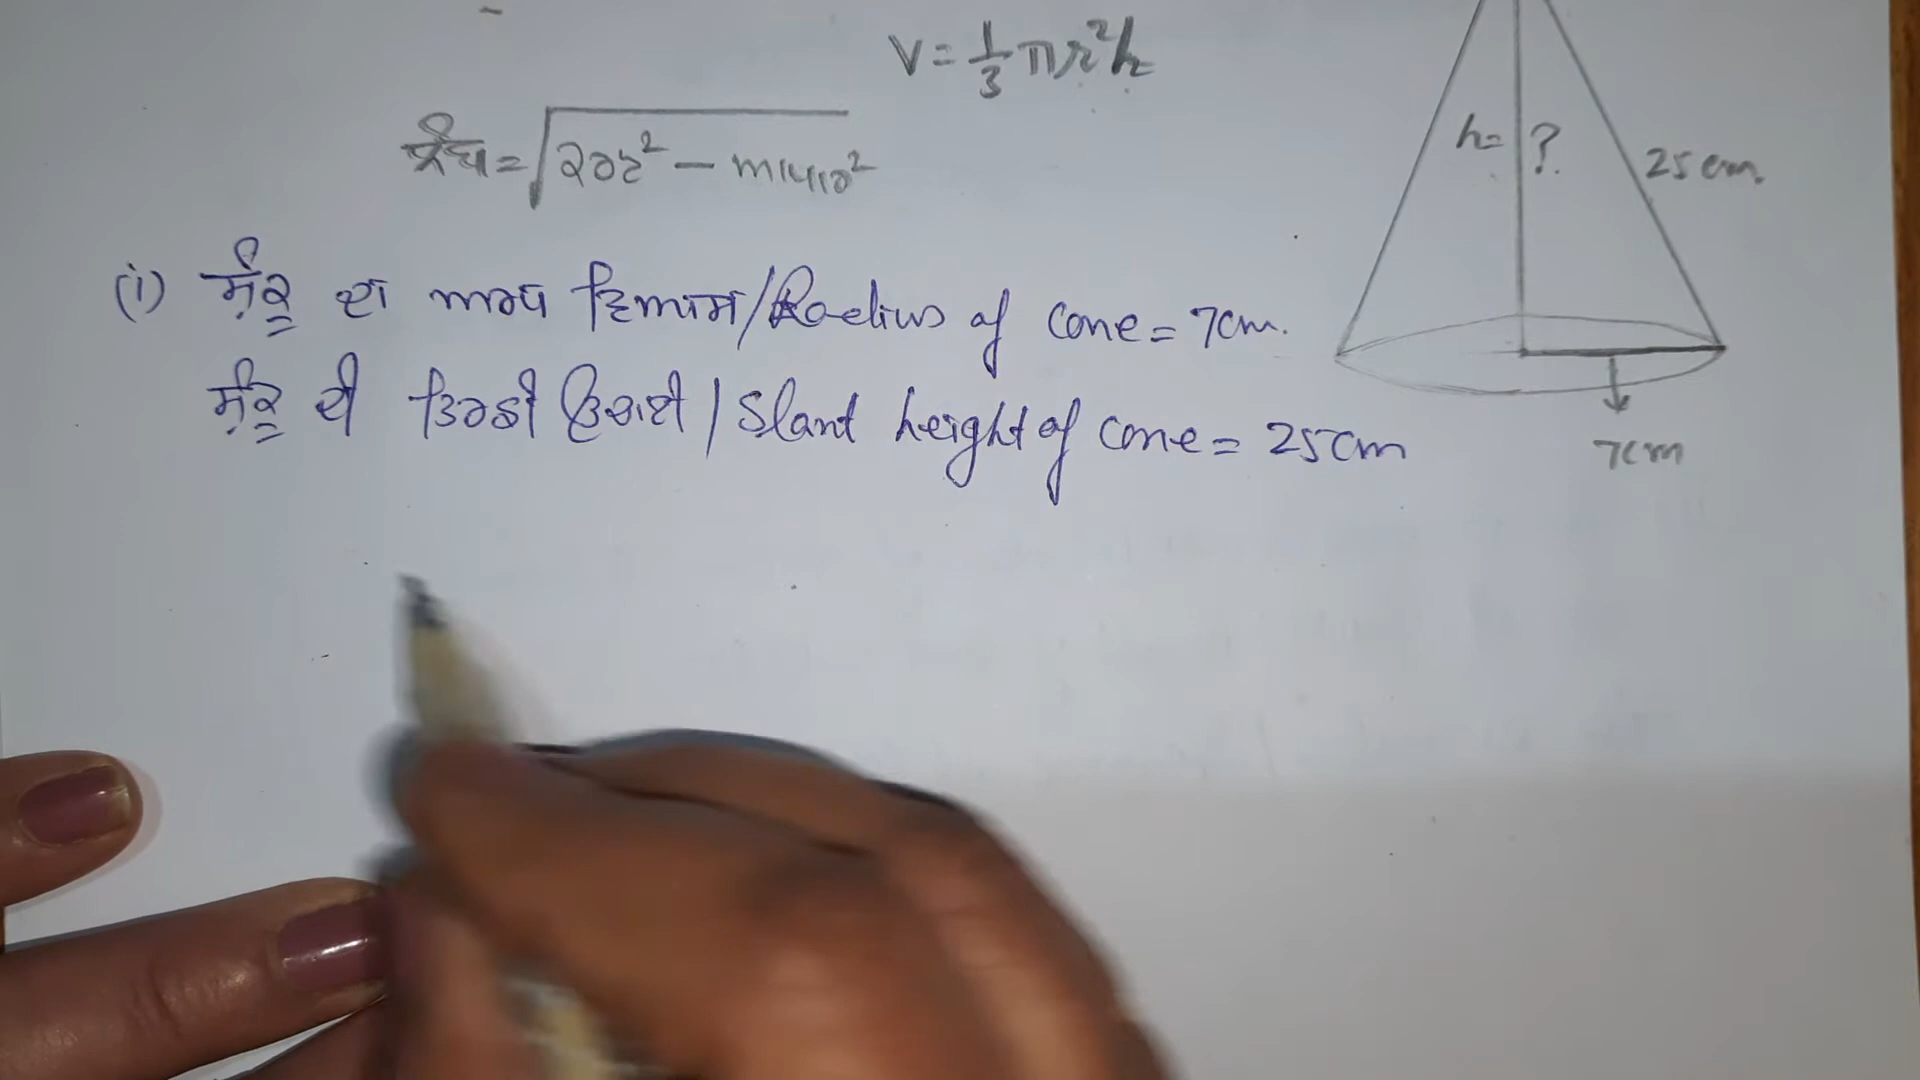 V = 1/3 πr²h
ਲੰਬ = √ਕਰਣ² - ਆਧਾਰ²
h = ?
25 cm.
(i) ਸ਼ੰਕੂ ਦਾ ਅਰਧ ਵਿਆਸ / Radius of cone = 7cm.
ਸ਼ੰਕੂ ਦੀ ਤਿਰਛੀ ਉਚਾਈ / Slant height of cone = 25cm
7cm